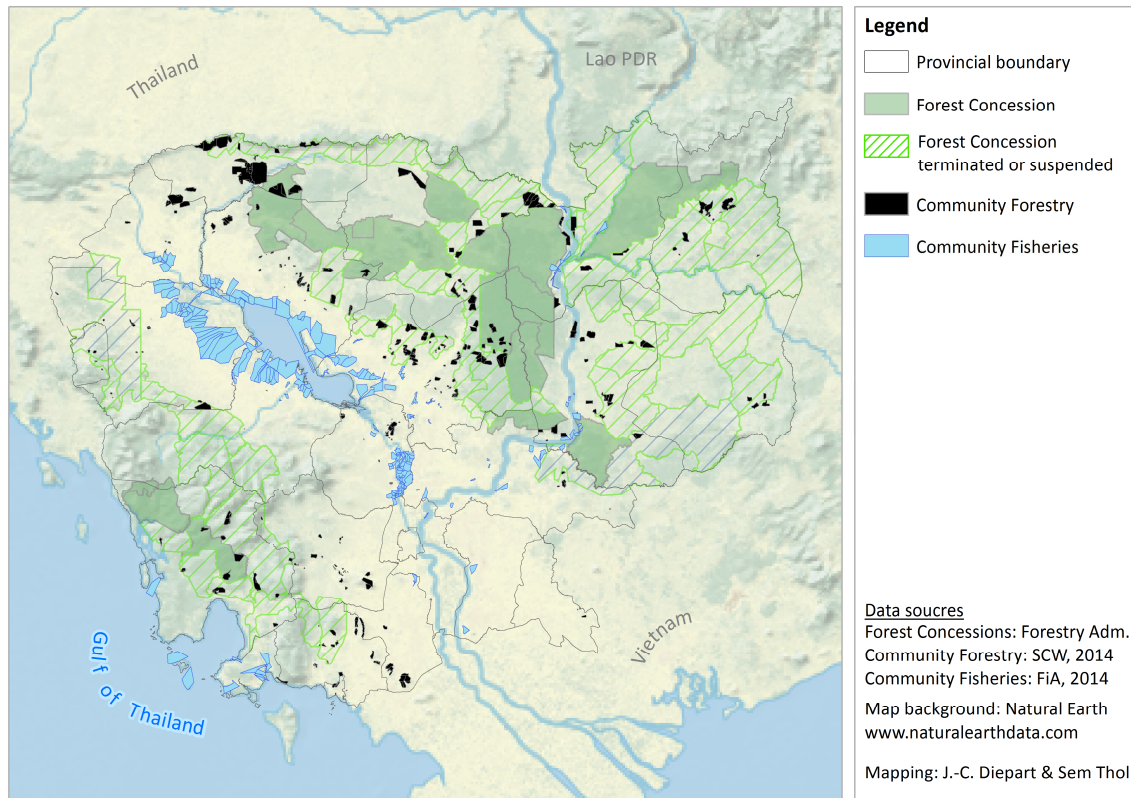 Thailand
Lao PDR
Vietnam
Gulf of Thailand
Legend
Provincial boundary
Forest Concession
Forest Concession
terminated or suspended
Community Forestry
Community Fisheries
Data soucres
Forest Concessions: Forestry Adm.
Community Forestry: SCW, 2014
Community Fisheries: FiA, 2014
Map background: Natural Earth
www.naturalearthdata.com
Mapping: J.-C. Diepart & Sem Thol